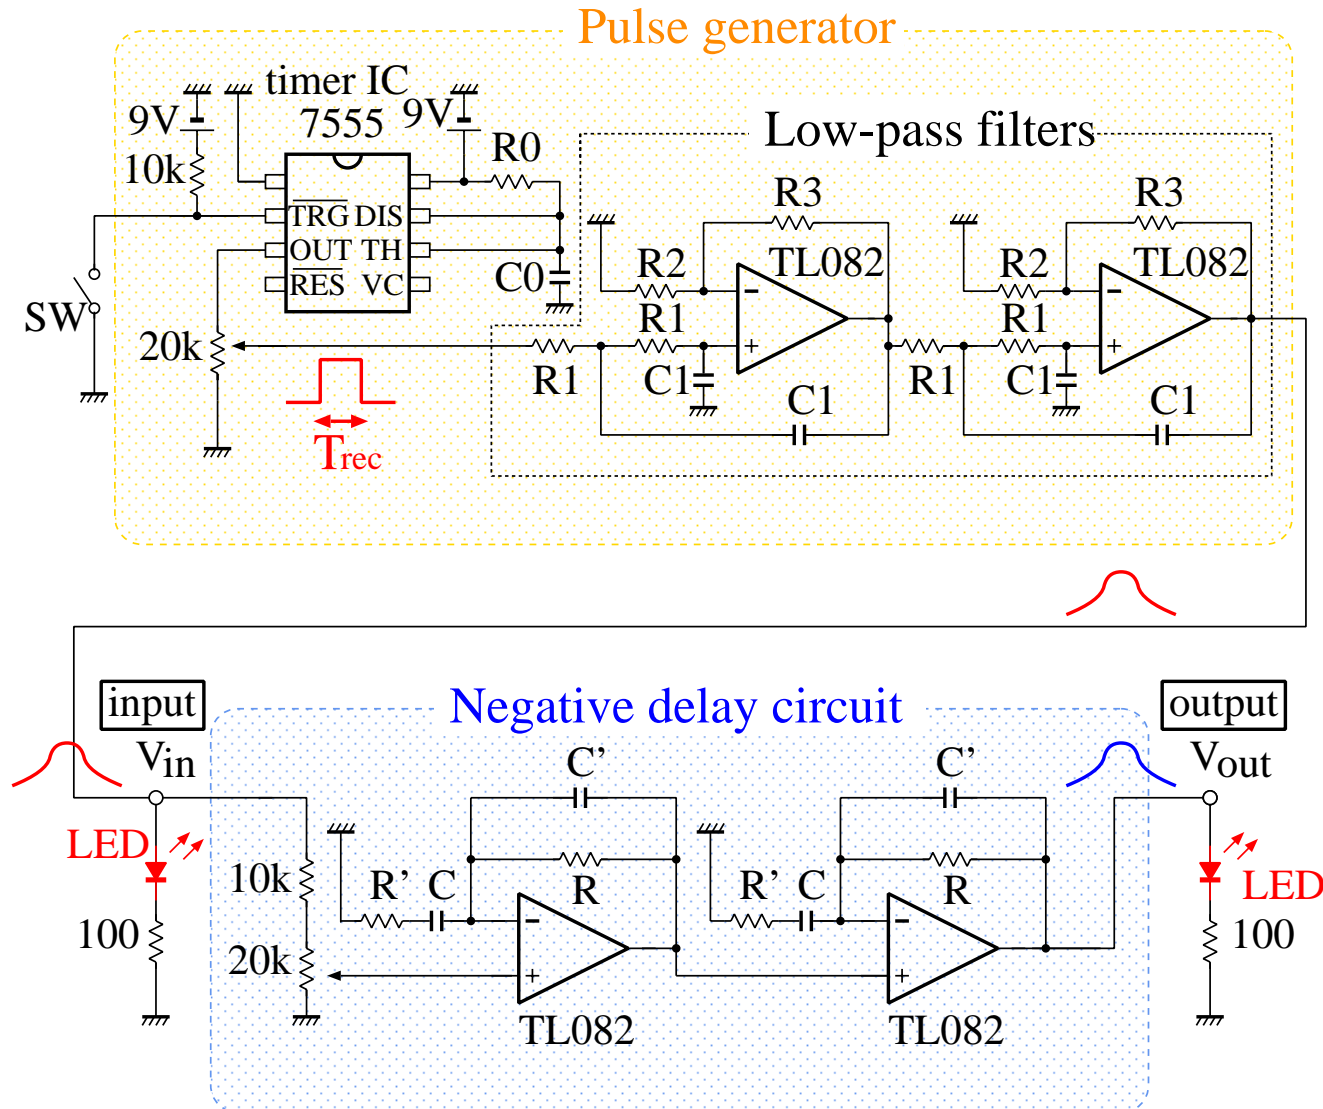 Pulse generator
timer IC
7555
9V
9V
R0
10k
Low-pass filters
TRG DIS
OUT TH
RES VC
C0
SW
20k
R3
R3
TL082
TL082
R2
R2
R1
R1
R1
C1
R1
C1
C1
C1
Trec
input
Vin
Negative delay circuit
output
Vout
C’
C’
LED
10k
R’ C
R
R’ C
R
LED
100
20k
100
TL082
TL082